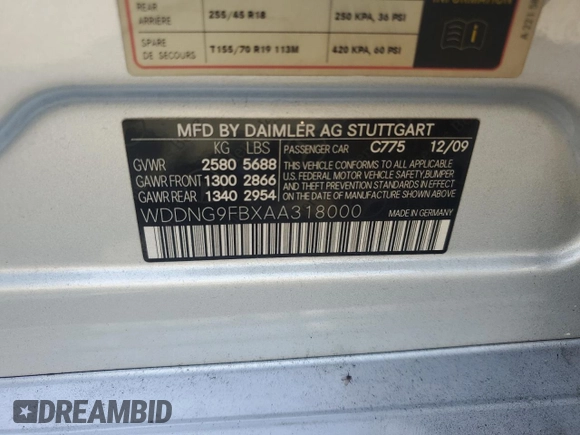 REAR
ARRIÈRE 255/45 R18 250 KPA, 36 PSI
SPARE
DE SECOURS T155/70 R19 113M 420 KPA, 60 PSI
INFORMATION
MFD BY DAIMLER AG STUTTGART
KG LBS PASSENGER CAR C775 12/09
GVWR 2580 5688 THIS VEHICLE CONFORMS TO ALL APPLICABLE
GAWR FRONT 1300 2866 U.S. FEDERAL MOTOR VEHICLE SAFETY, BUMPER
GAWR REAR 1340 2954 AND THEFT PREVENTION STANDARDS IN EFFECT
ON THE DATE OF MANUFACTURE SHOWN ABOVE
WDDNG9FBXAA318000 MADE IN GERMANY
DREAMBID